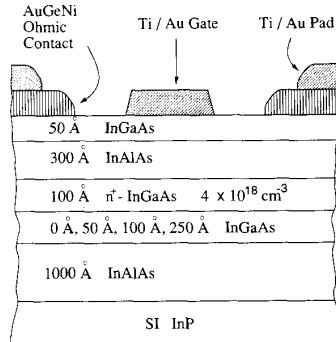 AuGeNi
Ohmic
Contact
Ti / Au Gate
Ti / Au Pad
50 Å InGaAs
300 Å InAlAs
100 Å n⁺- InGaAs 4 x 10¹⁸ cm⁻³
0 Å, 50 Å, 100 Å, 250 Å InGaAs
1000 Å InAlAs
SI InP